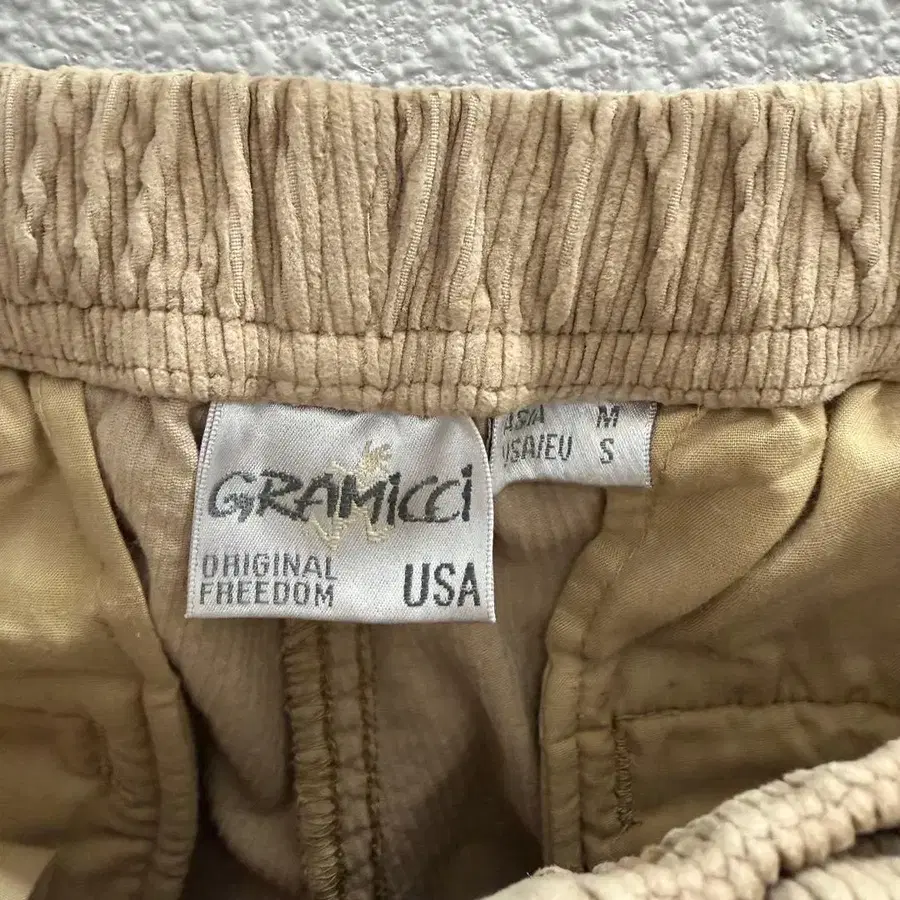 GRAMiCCi
ORIGINAL
FREEDOM
USA
ASIA M
USA/EU S